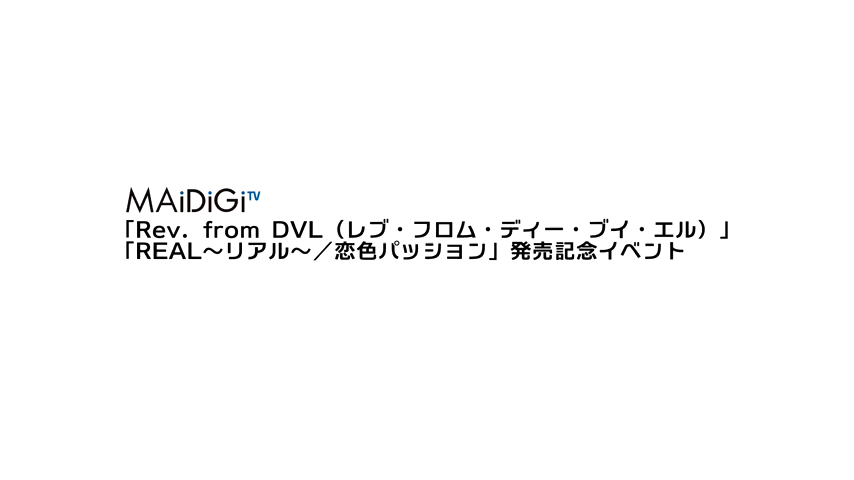 MAiDiGiTV
「Rev. from DVL（レブ・フロム・ディー・ブイ・エル）」
「REAL～リアル～／恋色パッション」発売記念イベント